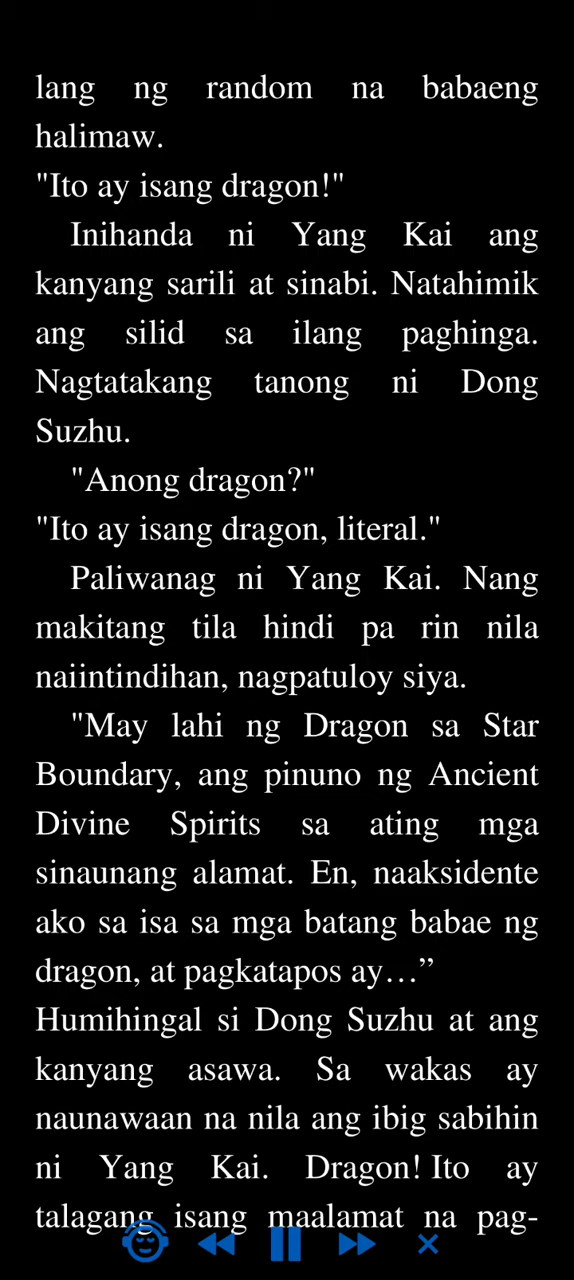 lang ng random na babaeng
halimaw.
"Ito ay isang dragon!"
Inihanda ni Yang Kai ang
kanyang sarili at sinabi. Natahimik
ang silid sa ilang paghinga.
Nagtatakang tanong ni Dong
Suzhu.
"Anong dragon?"
"Ito ay isang dragon, literal."
Paliwanag ni Yang Kai. Nang
makitang tila hindi pa rin nila
naiintindihan, nagpatuloy siya.
"May lahi ng Dragon sa Star
Boundary, ang pinuno ng Ancient
Divine Spirits sa ating mga
sinaunang alamat. En, naaksidente
ako sa isa sa mga batang babae ng
dragon, at pagkatapos ay…”
Humihingal si Dong Suzhu at ang
kanyang asawa. Sa wakas ay
naunawaan na nila ang ibig sabihin
ni Yang Kai. Dragon! Ito ay
talagang isang maalamat na pag-